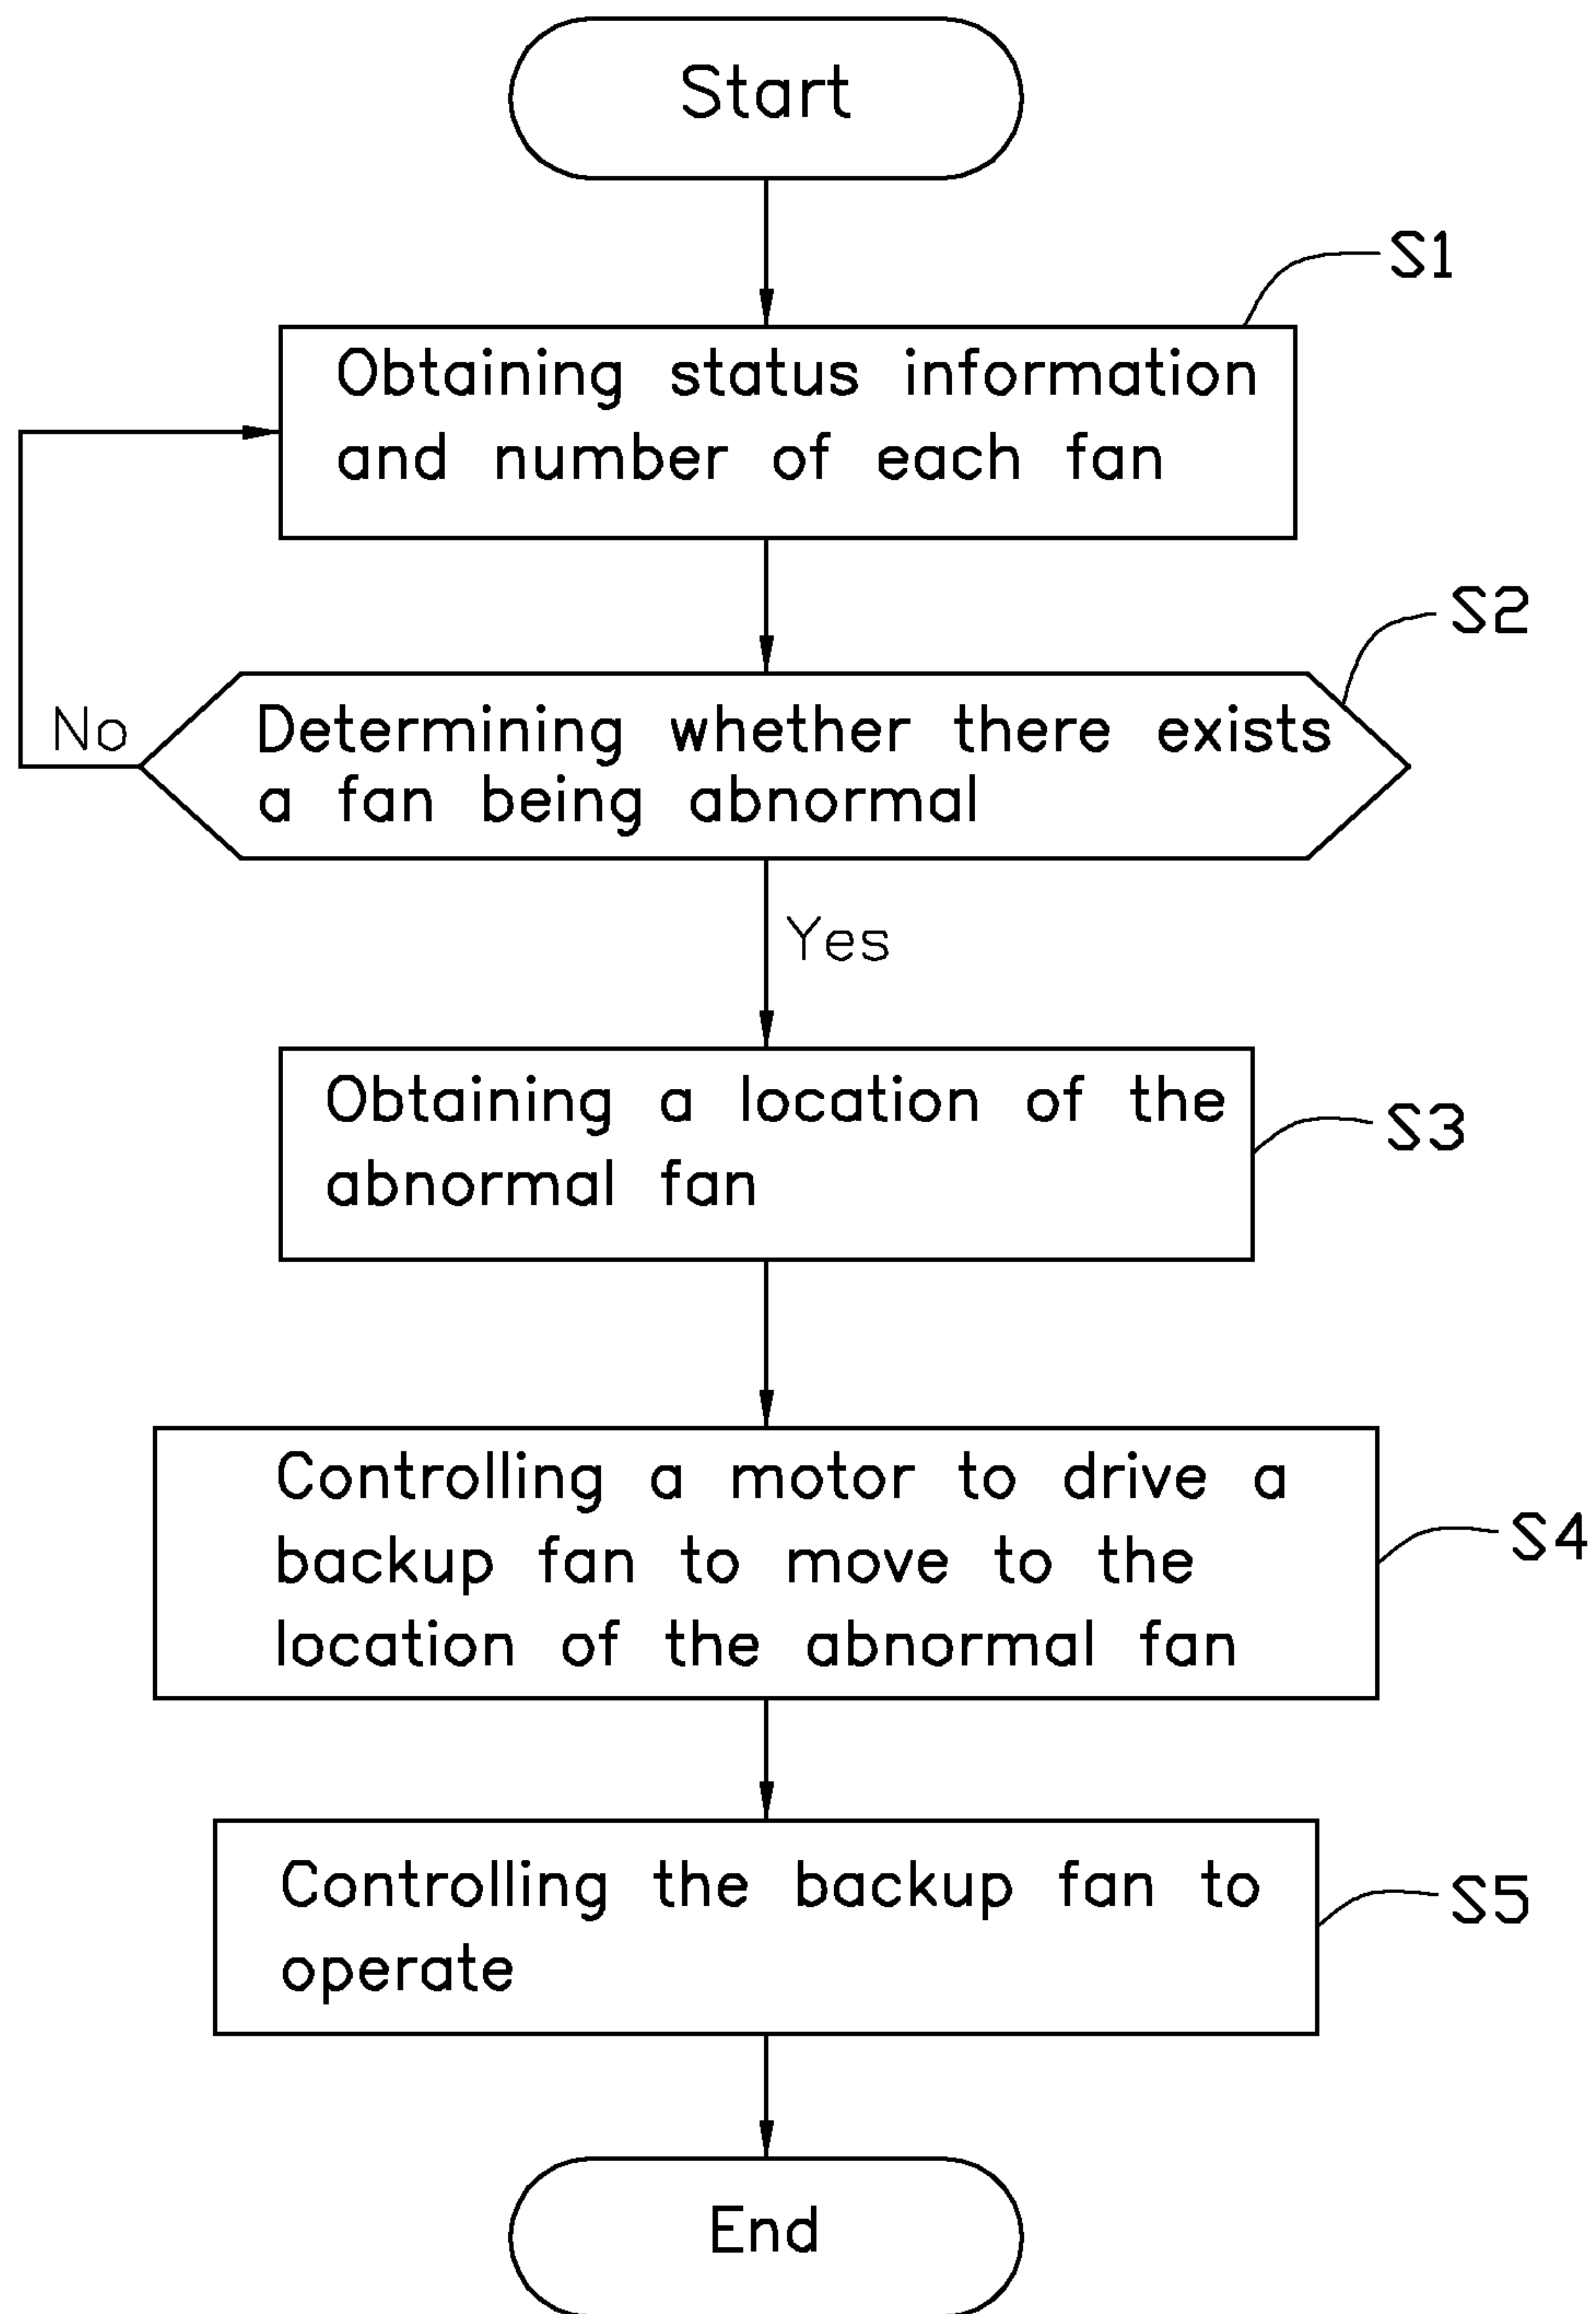 Start
S1
Obtaining status information
and number of each fan
S2
No
Determining whether there exists
a fan being abnormal
Yes
Obtaining a location of the
abnormal fan
S3
Controlling a motor to drive a
backup fan to move to the
location of the abnormal fan
S4
Controlling the backup fan to
operate
S5
End